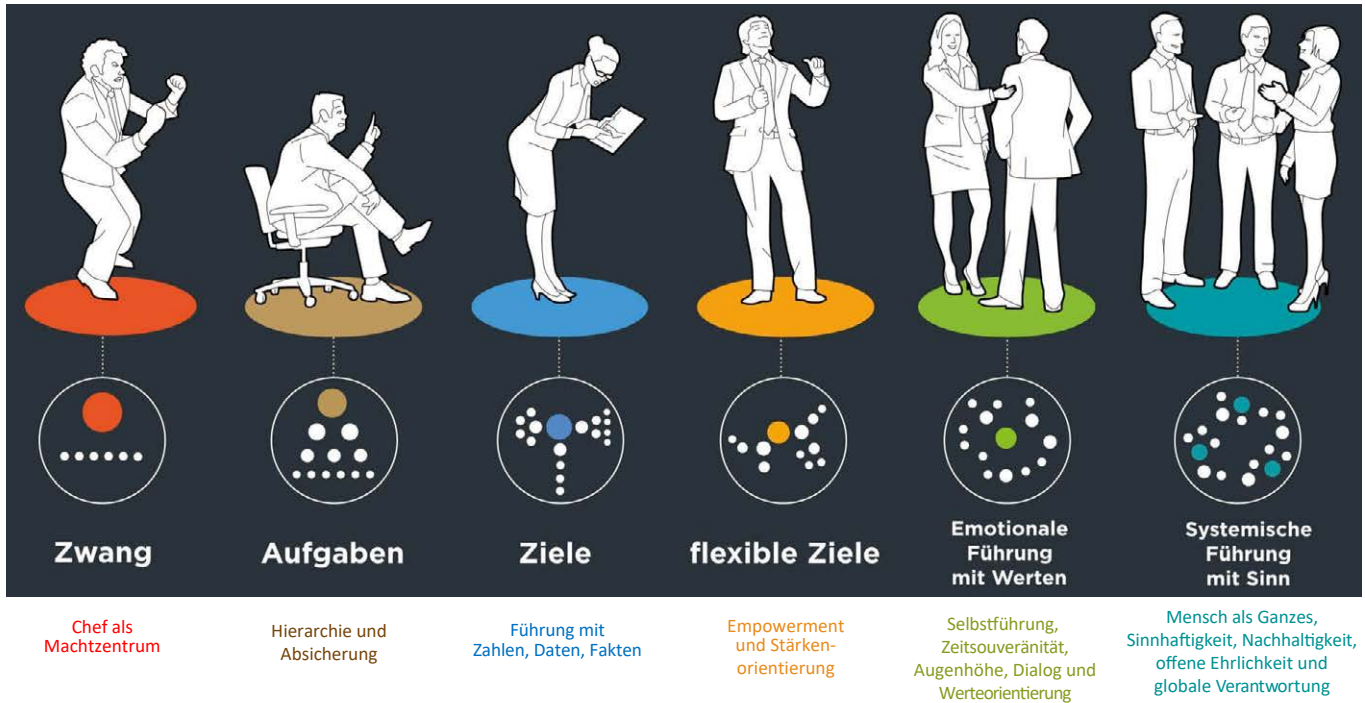 Zwang
Aufgaben
Ziele
flexible Ziele
Emotionale
Führung
mit Werten
Systemische
Führung
mit Sinn
Chef als
Machtzentrum
Hierarchie und
Absicherung
Führung mit
Zahlen, Daten, Fakten
Empowerment
und Stärken-
orientierung
Selbstführung,
Zeitsouveränität,
Augenhöhe, Dialog und
Werteorientierung
Mensch als Ganzes,
Sinnhaftigkeit, Nachhaltigkeit,
offene Ehrlichkeit und
globale Verantwortung